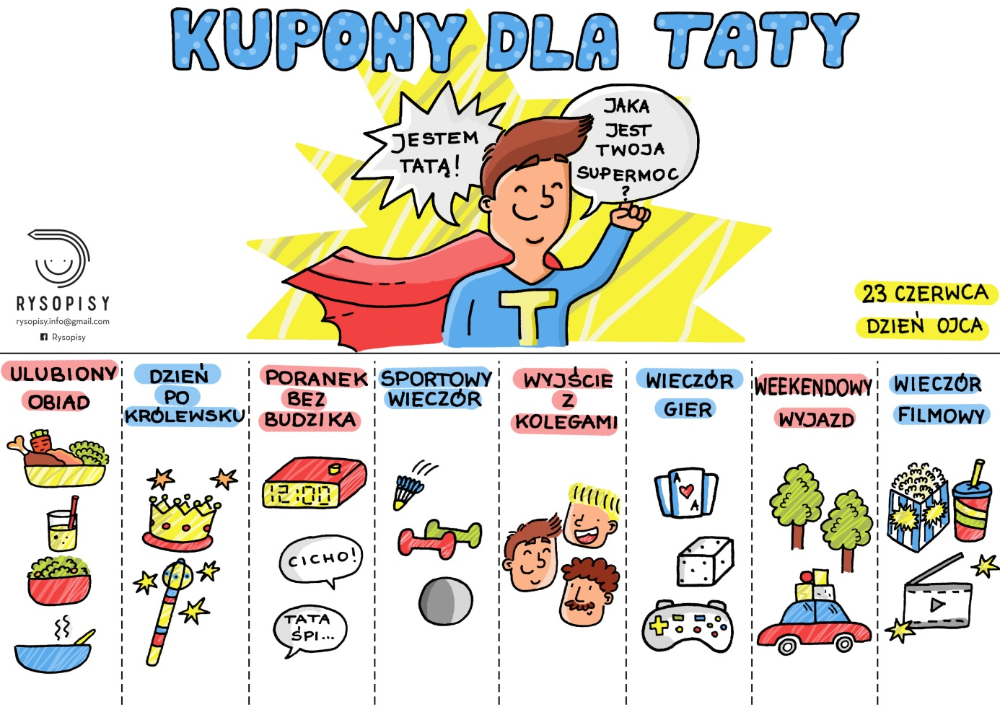 KUPONY DLA TATY
JESTEM
TATĄ!
JAKA
JEST
TWOJA
SUPERMOC
?
T
RYSOPISY
rysopisy.info@gmail.com
Rysopisy
23 CZERWCA
DZIEŃ OJCA
ULUBIONY
OBIAD
DZIEŃ
PO
KRÓLEWSKU
PORANEK
BEZ
BUDZIKA
12:00
CICHO!
TATA
ŚPI...
SPORTOWY
WIECZÓR
WYJŚCIE
Z
KOLEGAMI
WIECZÓR
GIER
A
A
WEEKENDOWY
WYJAZD
WIECZÓR
FILMOWY